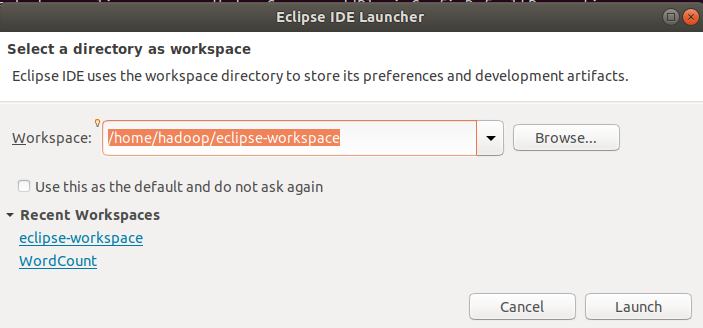 Eclipse IDE Launcher
Select a directory as workspace
Eclipse IDE uses the workspace directory to store its preferences and development artifacts.
Workspace: /home/hadoop/eclipse-workspace Browse...
Use this as the default and do not ask again
Recent Workspaces
eclipse-workspace
WordCount
Cancel Launch